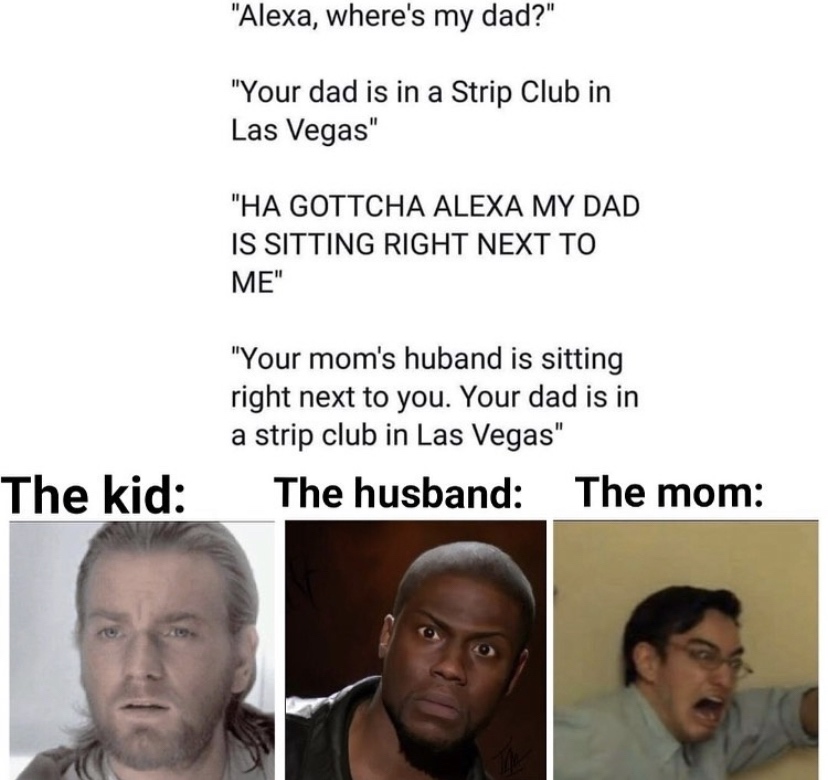 "Alexa, where's my dad?"
"Your dad is in a Strip Club in
Las Vegas"
"HA GOTTCHA ALEXA MY DAD
IS SITTING RIGHT NEXT TO
ME"
"Your mom's huband is sitting
right next to you. Your dad is in
a strip club in Las Vegas"
The kid: The husband: The mom: